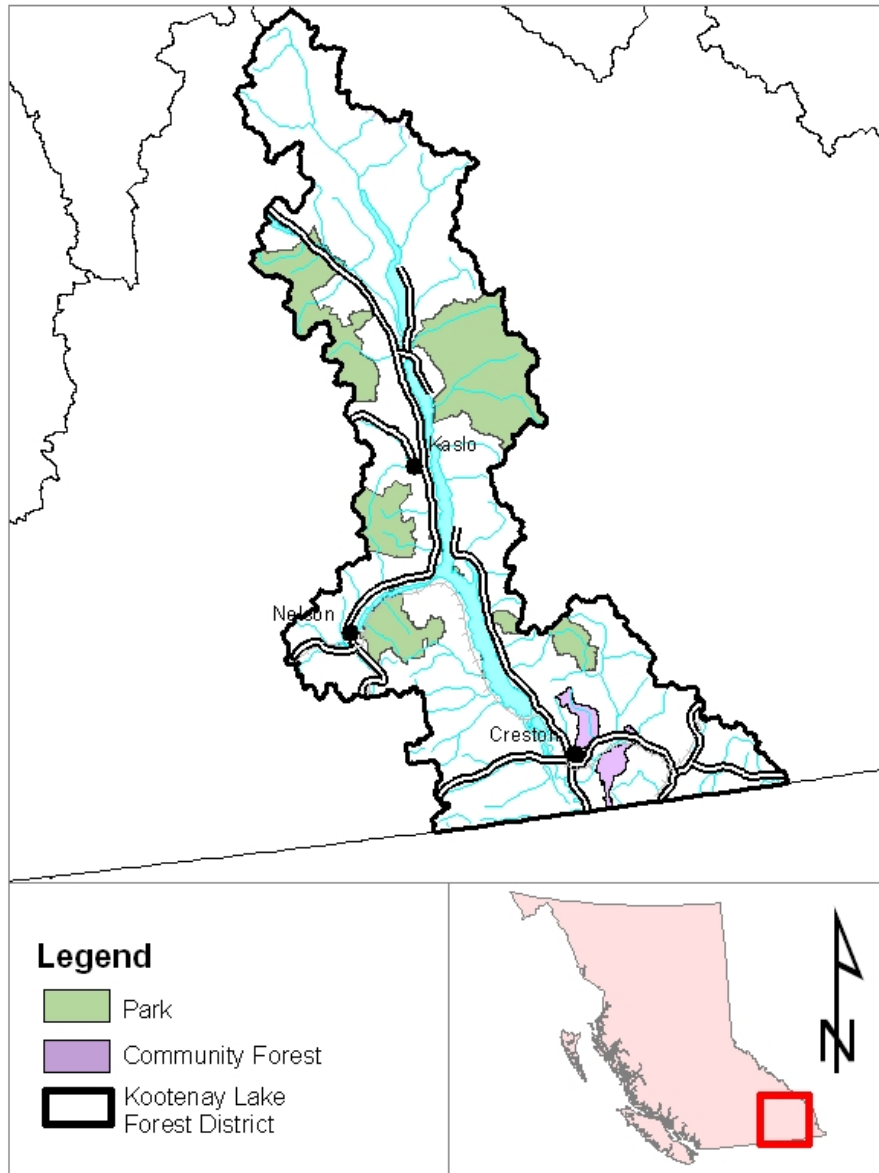 Kaslo
Nelson
Creston
Legend
Park
Community Forest
Kootenay Lake
Forest District
N